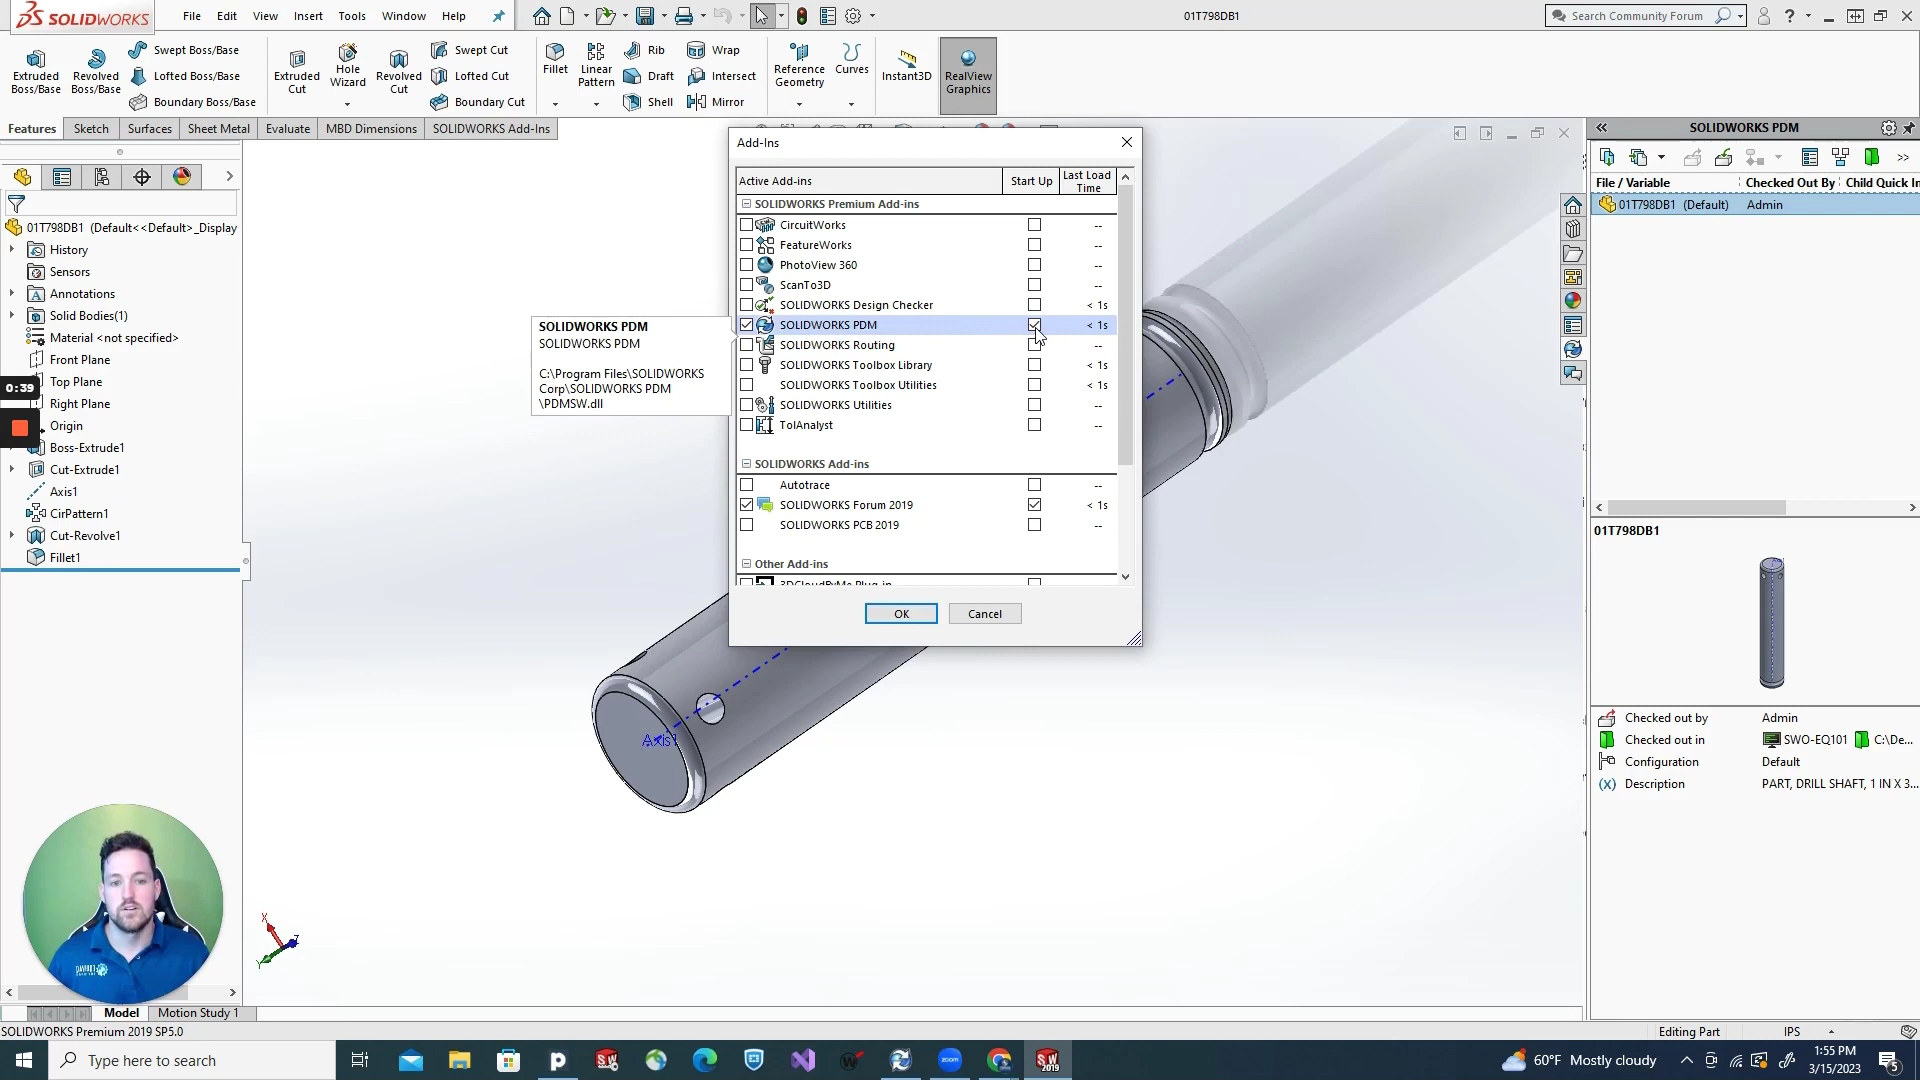 SOLIDWORKS
File Edit View Insert Tools Window Help
01T798DB1
Search Community Forum
Extruded Boss/Base
Revolved Boss/Base
Swept Boss/Base
Lofted Boss/Base
Boundary Boss/Base
Extruded Cut
Hole Wizard
Revolved Cut
Swept Cut
Lofted Cut
Boundary Cut
Fillet
Linear Pattern
Rib
Draft
Shell
Wrap
Intersect
Mirror
Reference Geometry
Curves
Instant3D
RealView Graphics
Features Sketch Surfaces Sheet Metal Evaluate MBD Dimensions SOLIDWORKS Add-Ins
01T798DB1 (Default<<Default>_Display
History
Sensors
Annotations
Solid Bodies(1)
Material <not specified>
Front Plane
Top Plane
0:39
Right Plane
Origin
Boss-Extrude1
Cut-Extrude1
Axis1
CirPattern1
Cut-Revolve1
Fillet1
SOLIDWORKS PDM
SOLIDWORKS PDM
C:\Program Files\SOLIDWORKS
Corp\SOLIDWORKS PDM
\PDMSW.dll
Add-Ins
Active Add-ins Start Up Last Load Time
SOLIDWORKS Premium Add-ins
CircuitWorks --
FeatureWorks --
PhotoView 360 --
ScanTo3D --
SOLIDWORKS Design Checker < 1s
SOLIDWORKS PDM < 1s
SOLIDWORKS Routing --
SOLIDWORKS Toolbox Library < 1s
SOLIDWORKS Toolbox Utilities < 1s
SOLIDWORKS Utilities --
TolAnalyst --
SOLIDWORKS Add-ins
Autotrace --
SOLIDWORKS Forum 2019 < 1s
SOLIDWORKS PCB 2019 --
Other Add-ins
3DCloudByMe Plug-in
OK Cancel
Axis1
X
Z
Y
SOLIDWORKS PDM
File / Variable Checked Out By Child Quick In
01T798DB1 (Default) Admin
01T798DB1
Checked out by Admin
Checked out in SWO-EQ101 C:\De...
Configuration Default
Description PART, DRILL SHAFT, 1 IN X 3...
Model Motion Study 1
SOLIDWORKS Premium 2019 SP5.0
Editing Part IPS
Type here to search
SW 2019
60°F Mostly cloudy
1:55 PM
3/15/2023
5